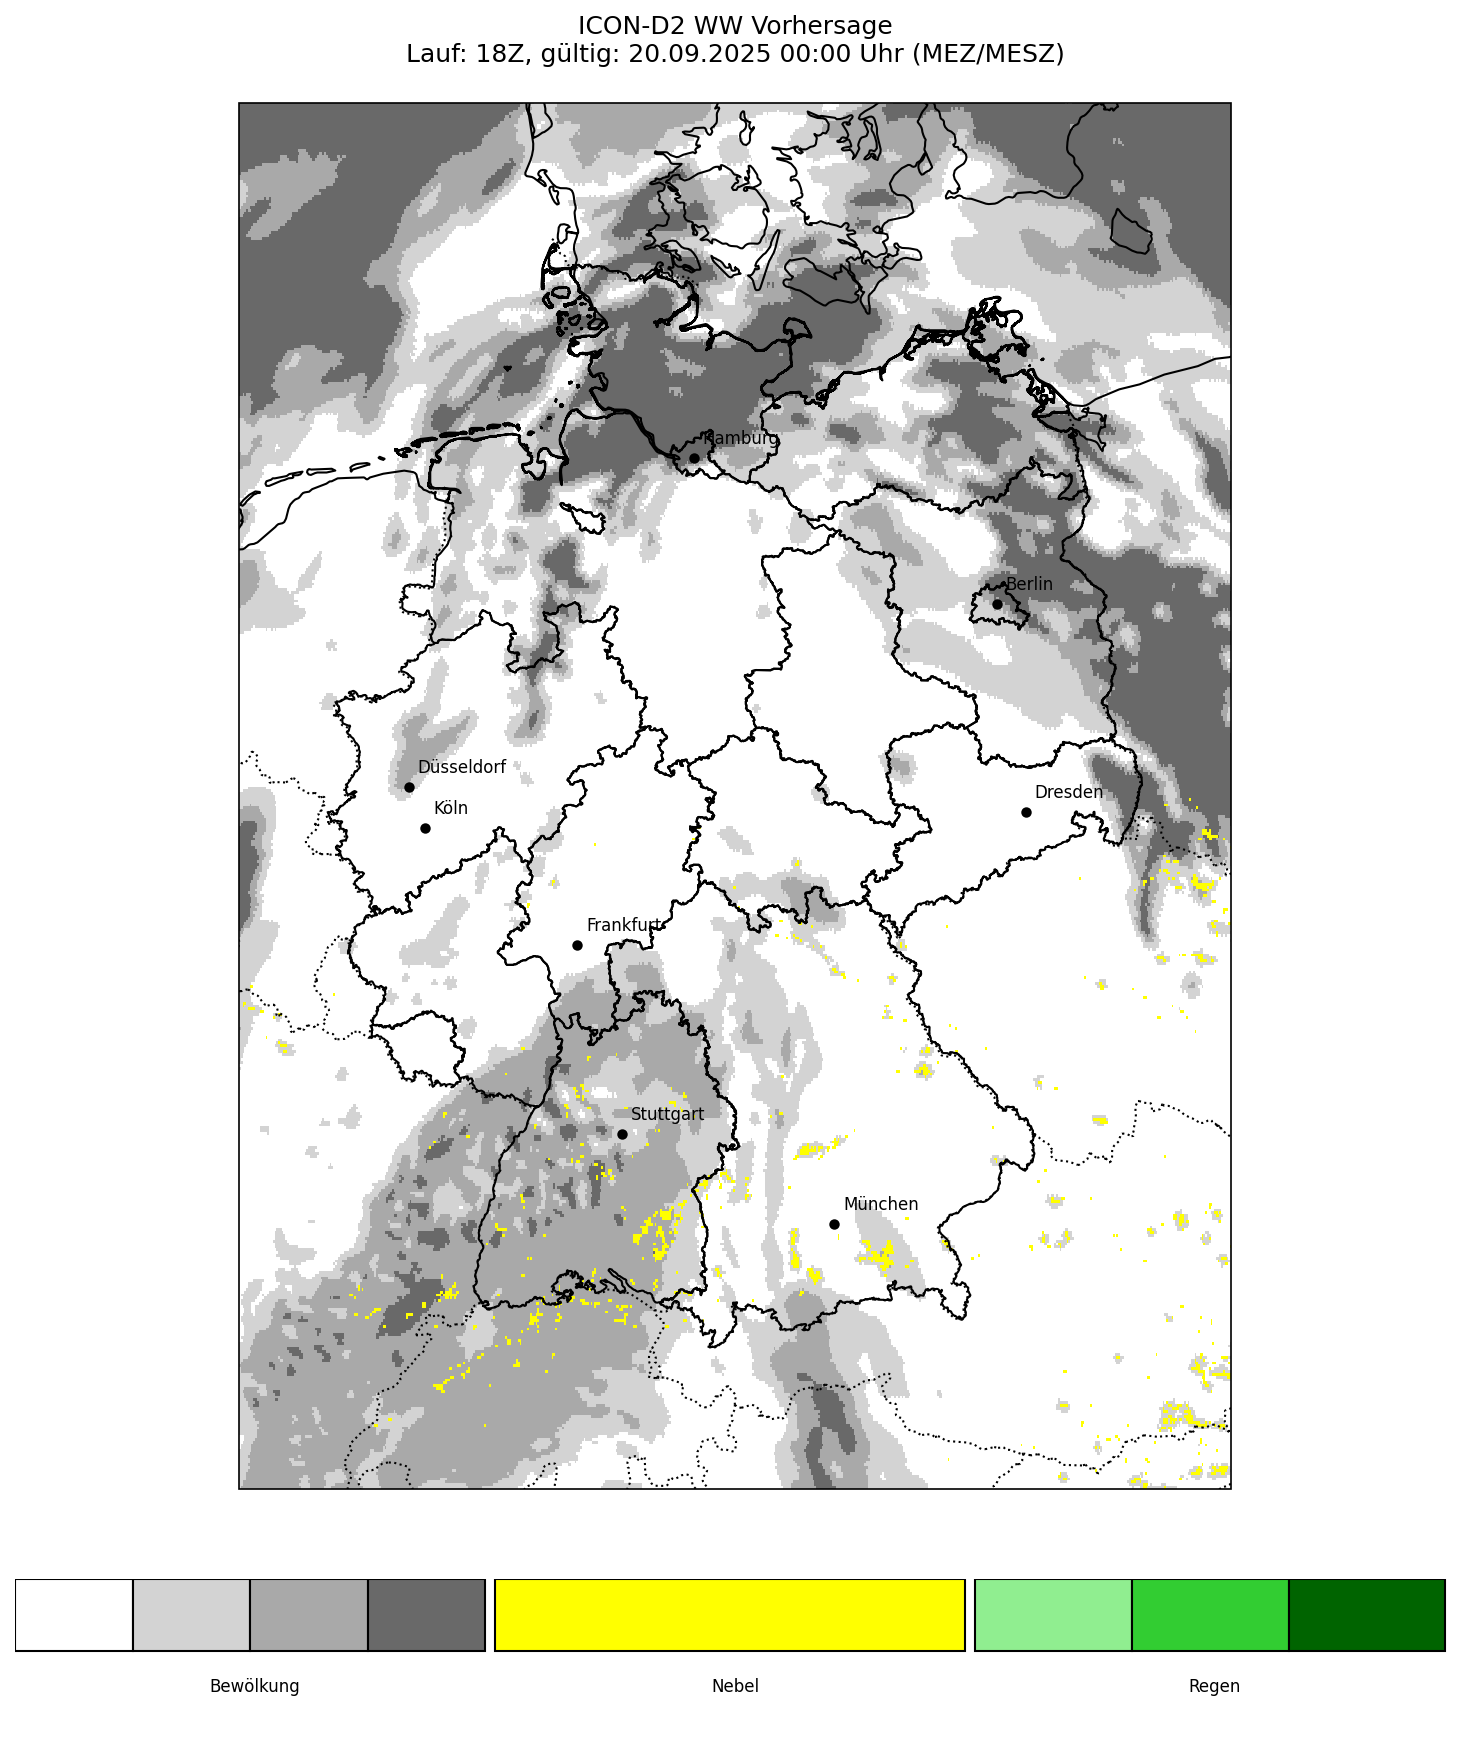 ICON-D2 WW Vorhersage
Lauf: 18Z, gültig: 20.09.2025 00:00 Uhr (MEZ/MESZ)
Hamburg
Berlin
Düsseldorf
Köln
Dresden
Frankfurt
Stuttgart
München
Bewölkung
Nebel
Regen